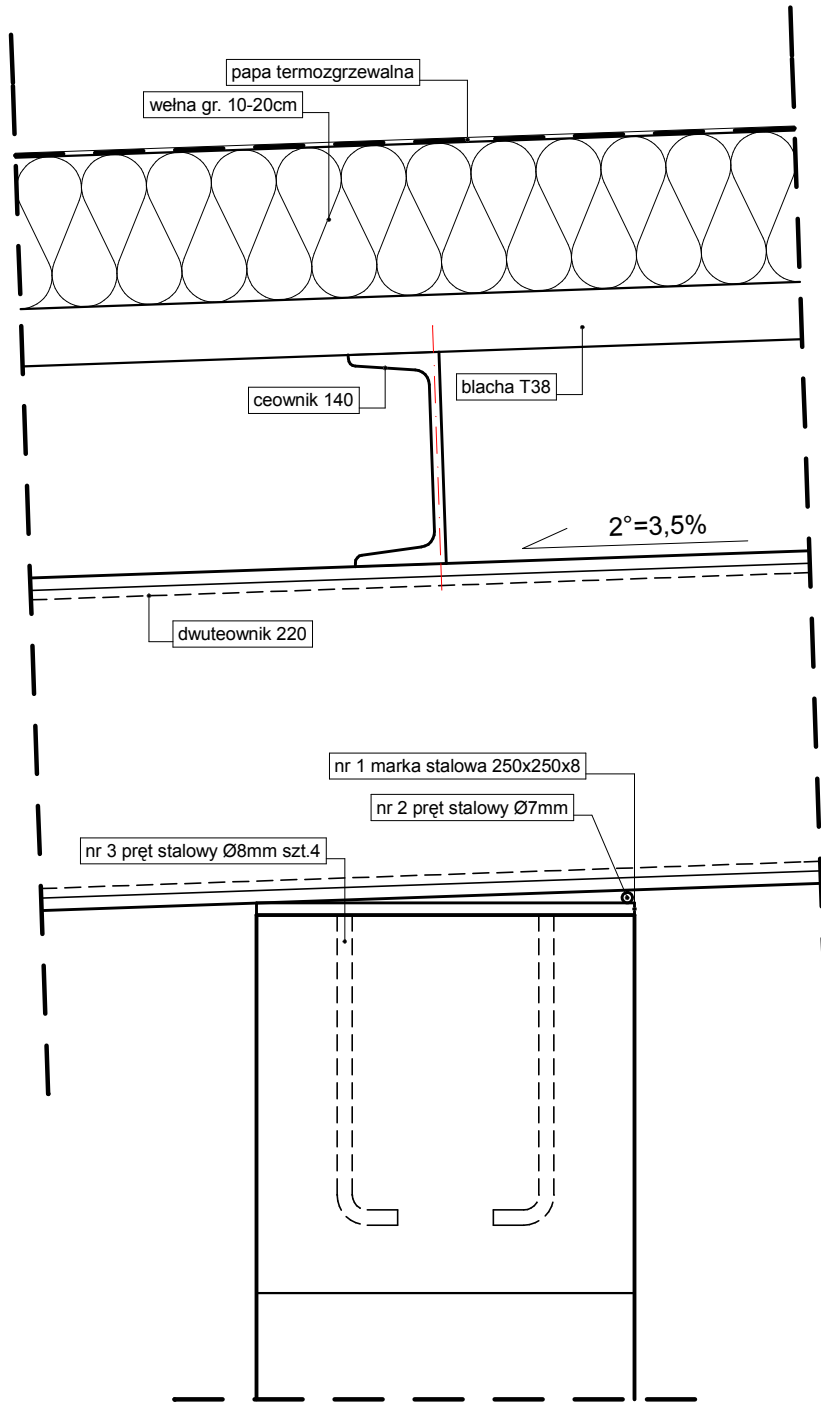 papa termozgrzewalna
wełna gr. 10-20cm
blacha T38
ceownik 140
2°=3,5%
dwuteownik 220
nr 1 marka stalowa 250x250x8
nr 2 pręt stalowy Ø7mm
nr 3 pręt stalowy Ø8mm szt.4